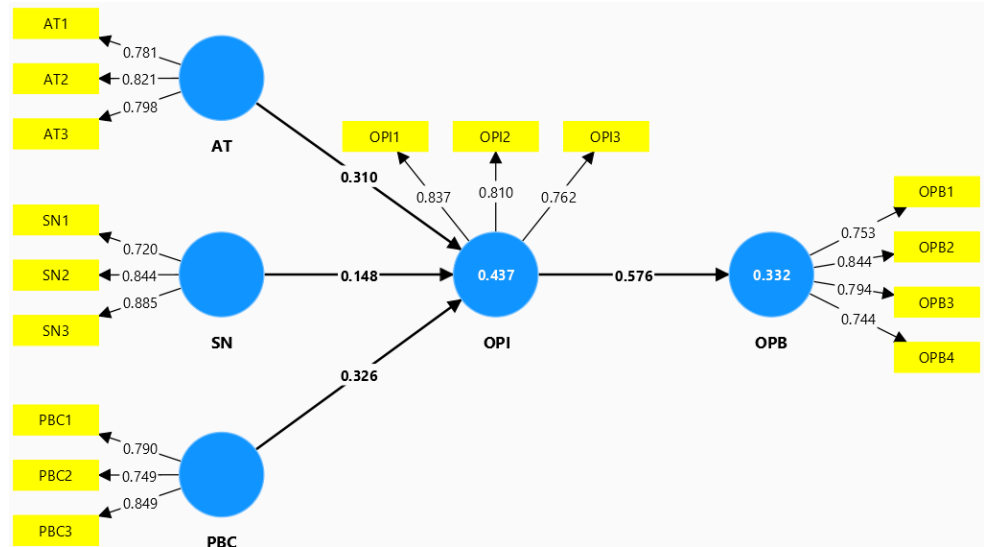 AT1
0.781
AT2
0.821
AT3
0.798
AT
0.310
OPI1
OPI2
OPI3
0.837
0.810
0.762
SN1
0.720
SN2
0.844
SN3
0.885
SN
0.148
0.437
OPI
0.576
0.332
OPB
OPB1
0.753
OPB2
0.844
OPB3
0.794
OPB4
0.744
0.326
PBC1
0.790
PBC2
0.749
PBC3
0.849
PBC